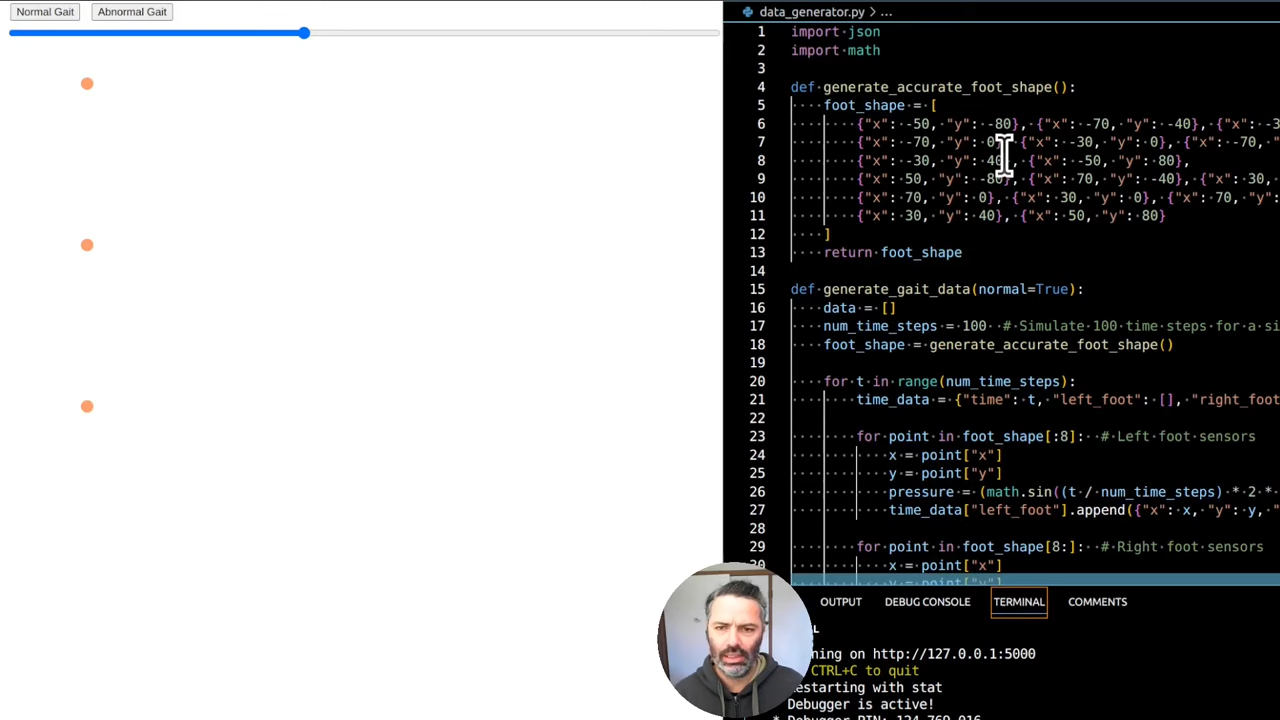 Normal Gait
Abnormal Gait
data_generator.py › ...
1 import json
2 import math
3
4 def generate_accurate_foot_shape():
5 foot_shape = [
6 {"x": -50, "y": -80}, {"x": -70, "y": -40}, {"x": -3
7 {"x": -70, "y": 0}, {"x": -30, "y": 0}, {"x": -70,
8 {"x": -30, "y": 40}, {"x": -50, "y": 80},
9 {"x": 50, "y": -80}, {"x": 70, "y": -40}, {"x": 30,
10 {"x": 70, "y": 0}, {"x": 30, "y": 0}, {"x": 70, "y":
11 {"x": 30, "y": 40}, {"x": 50, "y": 80}
12 ]
13 return foot_shape
14
15 def generate_gait_data(normal=True):
16 data = []
17 num_time_steps = 100 # Simulate 100 time steps for a si
18 foot_shape = generate_accurate_foot_shape()
19
20 for t in range(num_time_steps):
21 time_data = {"time": t, "left_foot": [], "right_foot
22
23 for point in foot_shape[:8]: # Left foot sensors
24 x = point["x"]
25 y = point["y"]
26 pressure = (math.sin((t / num_time_steps) * 2 *
27 time_data["left_foot"].append({"x": x, "y": y, "
28
29 for point in foot_shape[8:]: # Right foot sensors
30 x = point["x"]
y = point["y"]
OUTPUT DEBUG CONSOLE TERMINAL COMMENTS
ning on http://127.0.0.1:5000
CTRL+C to quit
estarting with stat
Debugger is active!
* Debugger PIN: 124-769-016